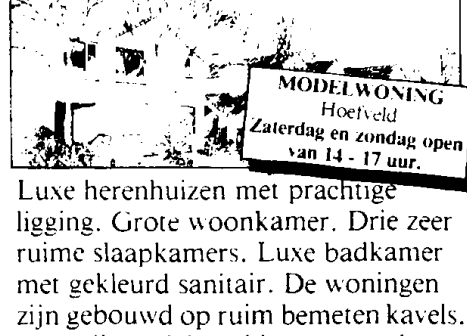 MODELWONING
Hoefveld
Zaterdag en zondag open
van 14 - 17 uur.
Luxe herenhuizen met prachtige
ligging. Grote woonkamer. Drie zeer
ruime slaapkamers. Luxe badkamer
met gekleurd sanitair. De woningen
zijn gebouwd op ruim bemeten kavels.